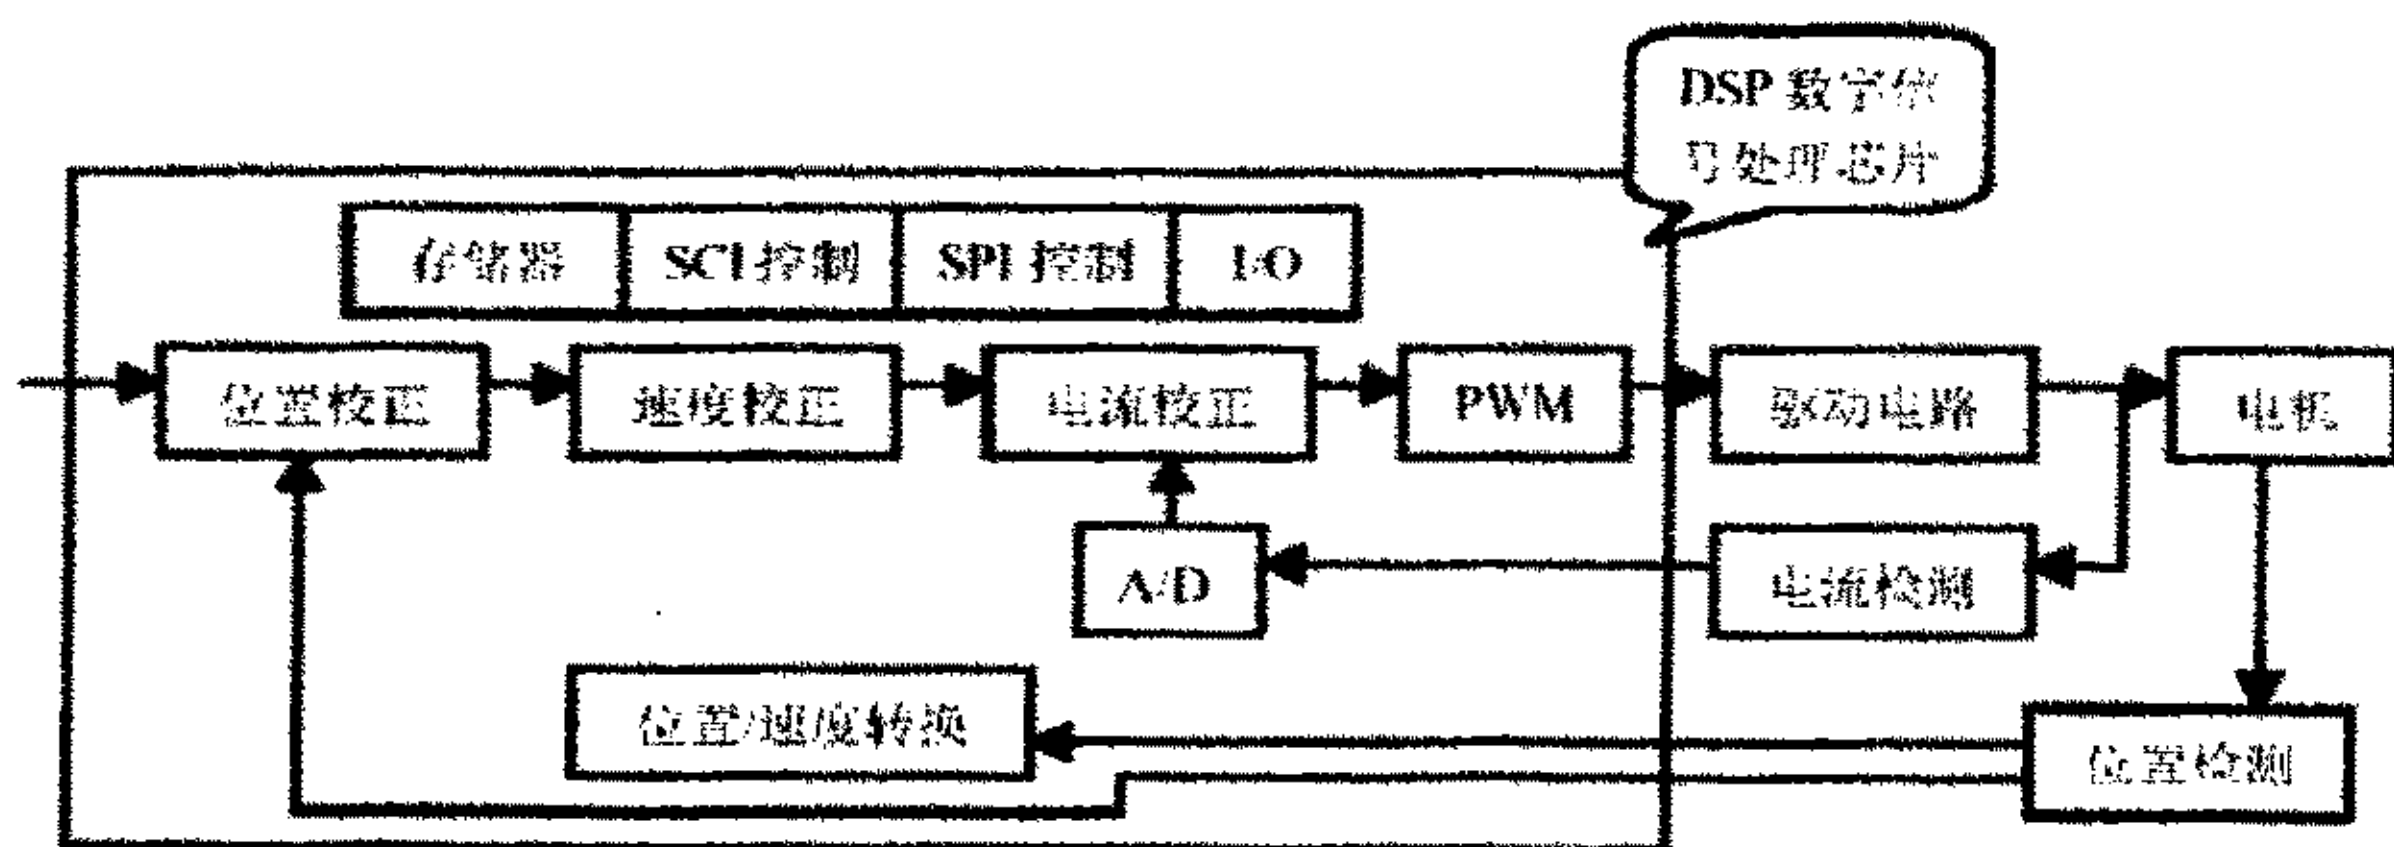 DSP 数字信
号处理芯片
存储器 SCI 控制 SPI 控制 I/O
位置校正 速度校正 电流校正 PWM 驱动电路 电机
A/D 电流检测
位置/速度转换 位置检测